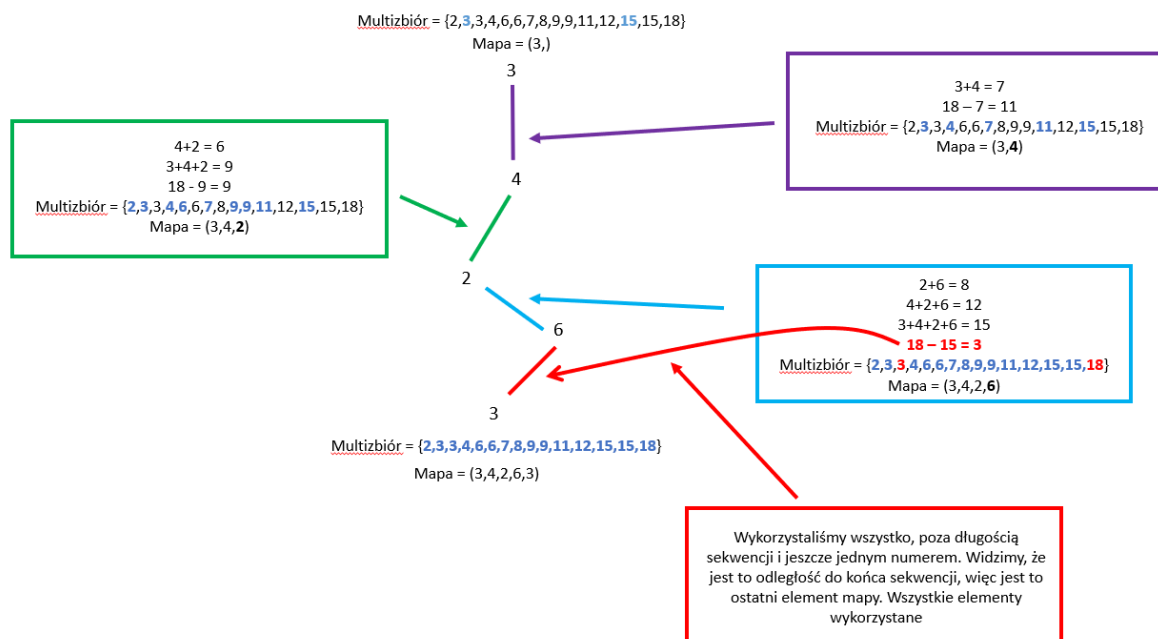 Multizbiór = {2,3,3,4,6,6,7,8,9,9,11,12,15,15,18}
Mapa = (3,)
3
3+4 = 7
18 – 7 = 11
Multizbiór = {2,3,3,4,6,6,7,8,9,9,11,12,15,15,18}
Mapa = (3,4)
4+2 = 6
3+4+2 = 9
18 - 9 = 9
Multizbiór = {2,3,3,4,6,6,7,8,9,9,11,12,15,15,18}
Mapa = (3,4,2)
4
2
2+6 = 8
4+2+6 = 12
3+4+2+6 = 15
18 – 15 = 3
Multizbiór = {2,3,3,4,6,6,7,8,9,9,11,12,15,15,18}
Mapa = (3,4,2,6)
6
3
Multizbiór = {2,3,3,4,6,6,7,8,9,9,11,12,15,15,18}
Mapa = (3,4,2,6,3)
Wykorzystaliśmy wszystko, poza długością
sekwencji i jeszcze jednym numerem. Widzimy, że
jest to odległość do końca sekwencji, więc jest to
ostatni element mapy. Wszystkie elementy
wykorzystane